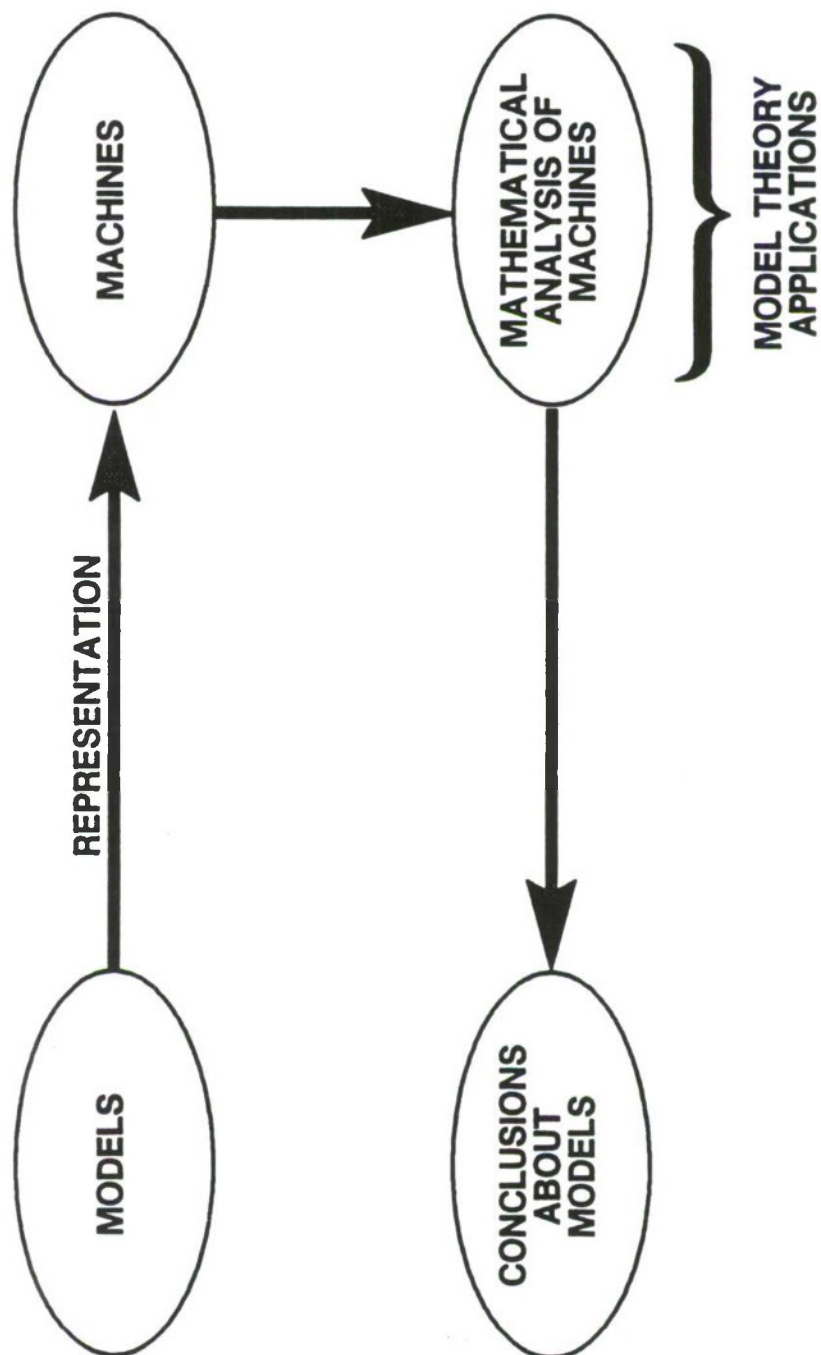 MODELS
REPRESENTATION
MACHINES
CONCLUSIONS
ABOUT
MODELS
MATHEMATICAL
ANALYSIS OF
MACHINES
MODEL THEORY
APPLICATIONS